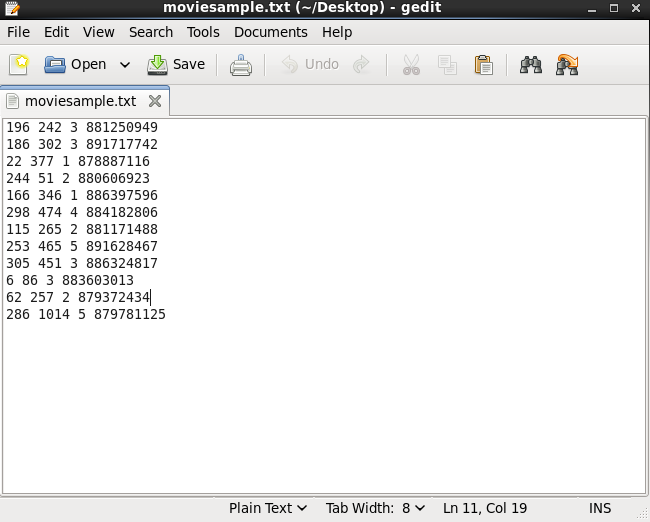 moviesample.txt (~/Desktop) - gedit
File Edit View Search Tools Documents Help
Open Save Undo
moviesample.txt
196 242 3 881250949
186 302 3 891717742
22 377 1 878887116
244 51 2 880606923
166 346 1 886397596
298 474 4 884182806
115 265 2 881171488
253 465 5 891628467
305 451 3 886324817
6 86 3 883603013
62 257 2 879372434
286 1014 5 879781125
Plain Text Tab Width: 8 Ln 11, Col 19 INS